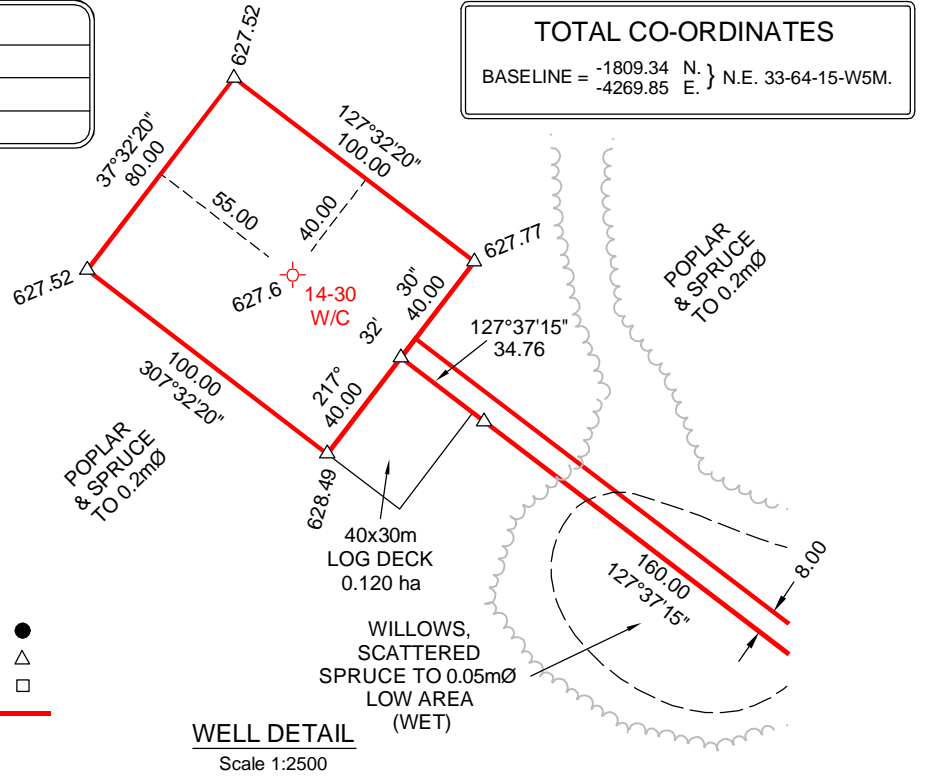 TOTAL CO-ORDINATES
BASELINE = -1809.34 N. } N.E. 33-64-15-W5M.
-4269.85 E.
627.52
37°32'20"
80.00
127°32'20"
100.00
55.00
40.00
627.77
627.52
627.6
14-30
W/C
30"
40.00
32'
217°
40.00
127°37'15"
34.76
100.00
307°32'20"
628.49
POPLAR
& SPRUCE
TO 0.2mØ
POPLAR
& SPRUCE
TO 0.2mØ
40x30m
LOG DECK
0.120 ha
160.00
127°37'15"
8.00
WILLOWS,
SCATTERED
SPRUCE TO 0.05mØ
LOW AREA
(WET)
WELL DETAIL
Scale 1:2500